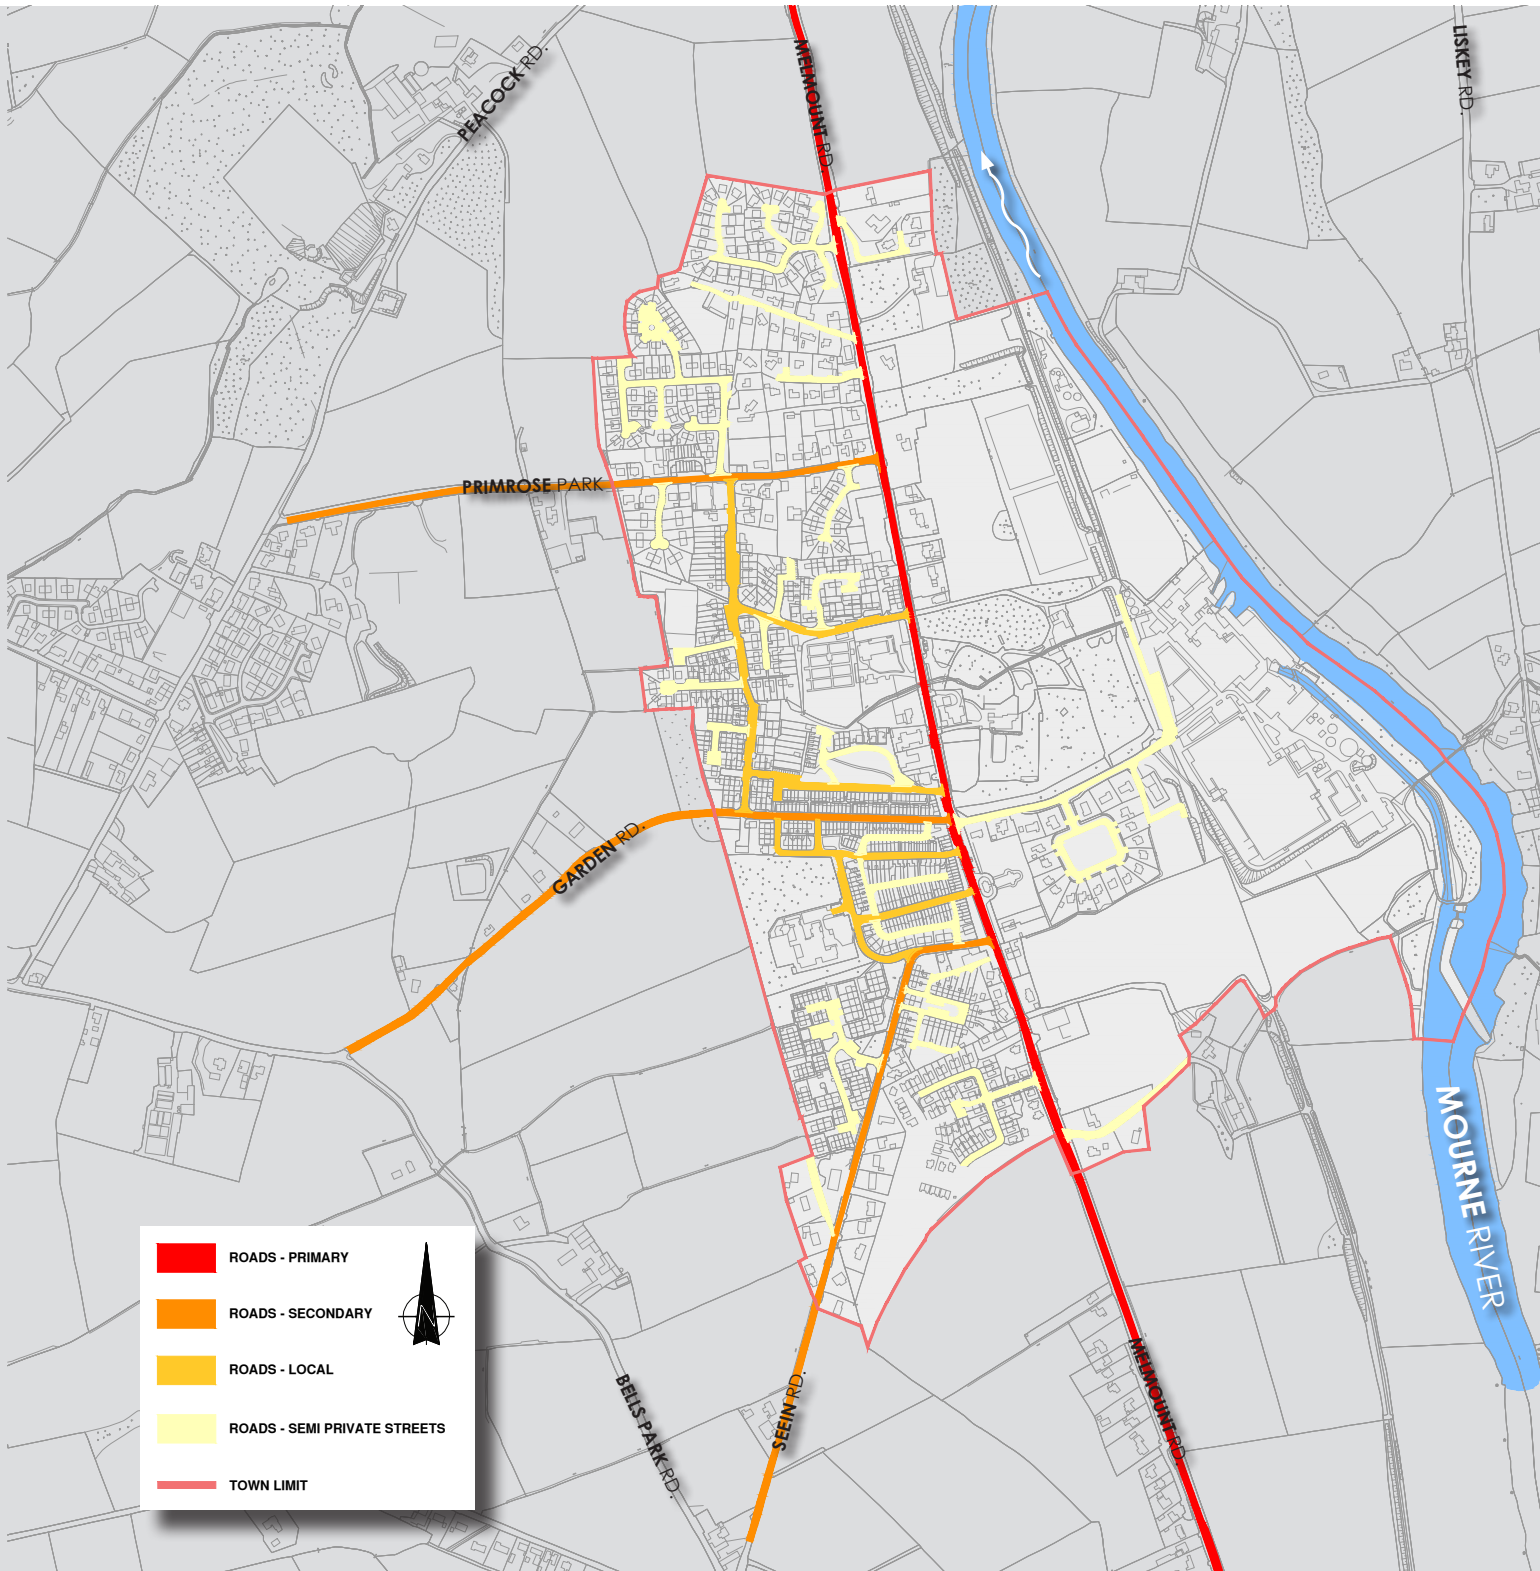 LISKEY RD.
PEACOCK RD.
MELMOUNT RD.
PRIMROSE PARK
GARDEN RD.
MOURNE RIVER
ROADS - PRIMARY
ROADS - SECONDARY
N
ROADS - LOCAL
ROADS - SEMI PRIVATE STREETS
TOWN LIMIT
BELLS PARK RD.
SEEIN RD.
MELMOUNT RD.